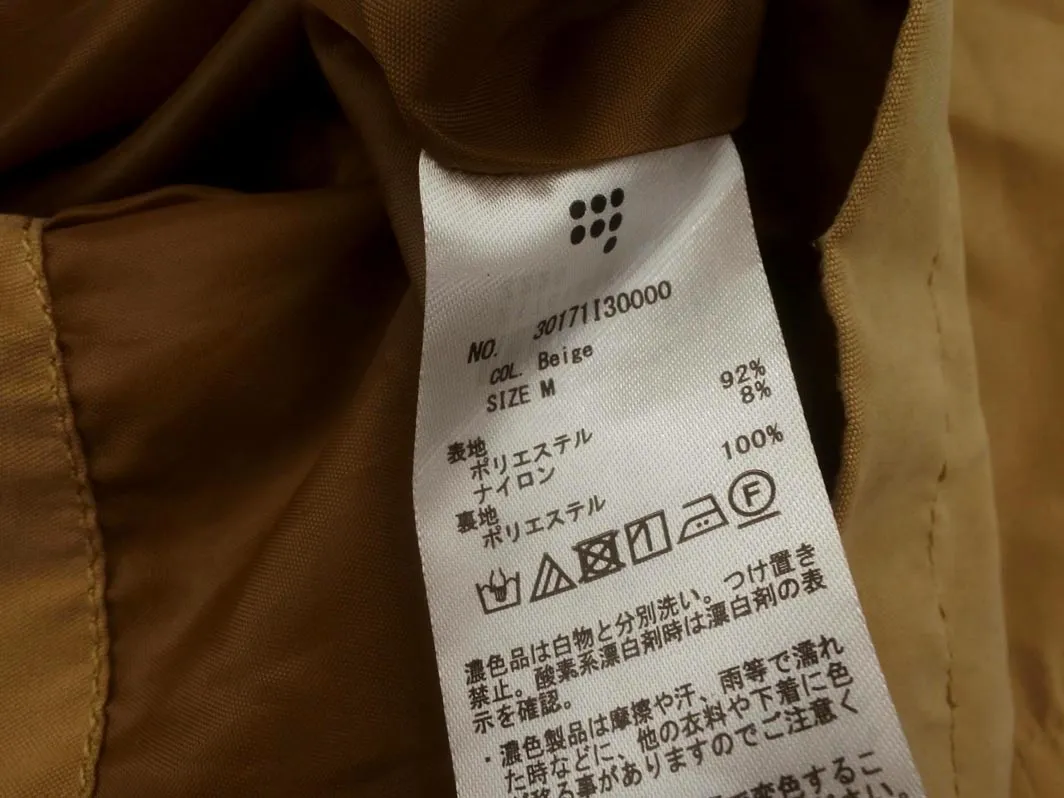 NO. 30171I30000
COL. Beige
SIZE M
表地
ポリエステル 92%
ナイロン 8%
裏地
ポリエステル 100%
F
濃色品は白物と分別洗い。つけ置き
禁止。酸素系漂白剤時は漂白剤の表
示を確認。
・濃色製品は摩擦や汗、雨等で濡れ
た時などに、他の衣料や下着に色
が移る事がありますのでご注意く
変色するこ